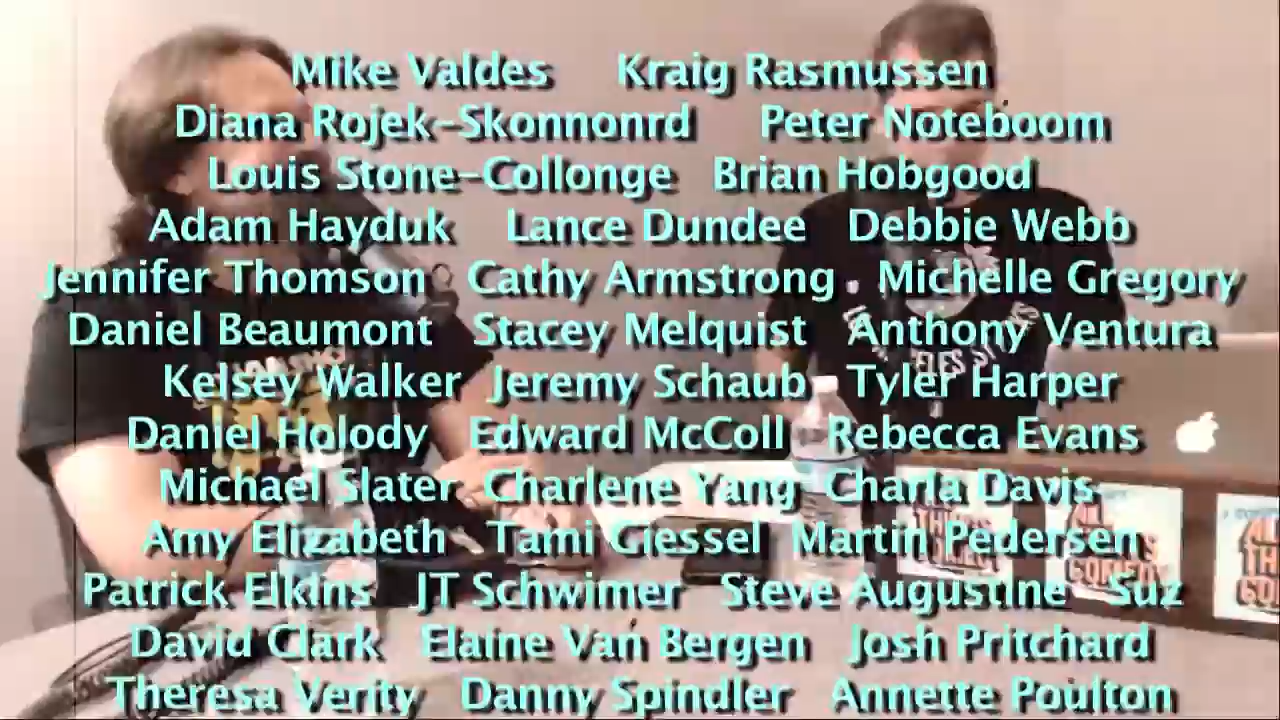 Mike Valdes Kraig Rasmussen
Diana Rojek-Skonnonrd Peter Noteboom
Louis Stone-Collonge Brian Hobgood
Adam Hayduk Lance Dundee Debbie Webb
Jennifer Thomson Cathy Armstrong Michelle Gregory
Daniel Beaumont Stacey Melquist Anthony Ventura
Kelsey Walker Jeremy Schaub Tyler Harper
Daniel Holody Edward McColl Rebecca Evans
Michael Slater Charlene Yang Charla Davis
Amy Elizabeth Tami Giessel Martin Pedersen
Patrick Elkins JT Schwimer Steve Augustine Suz
David Clark Elaine Van Bergen Josh Pritchard
Theresa Verity Danny Spindler Annette Poulton